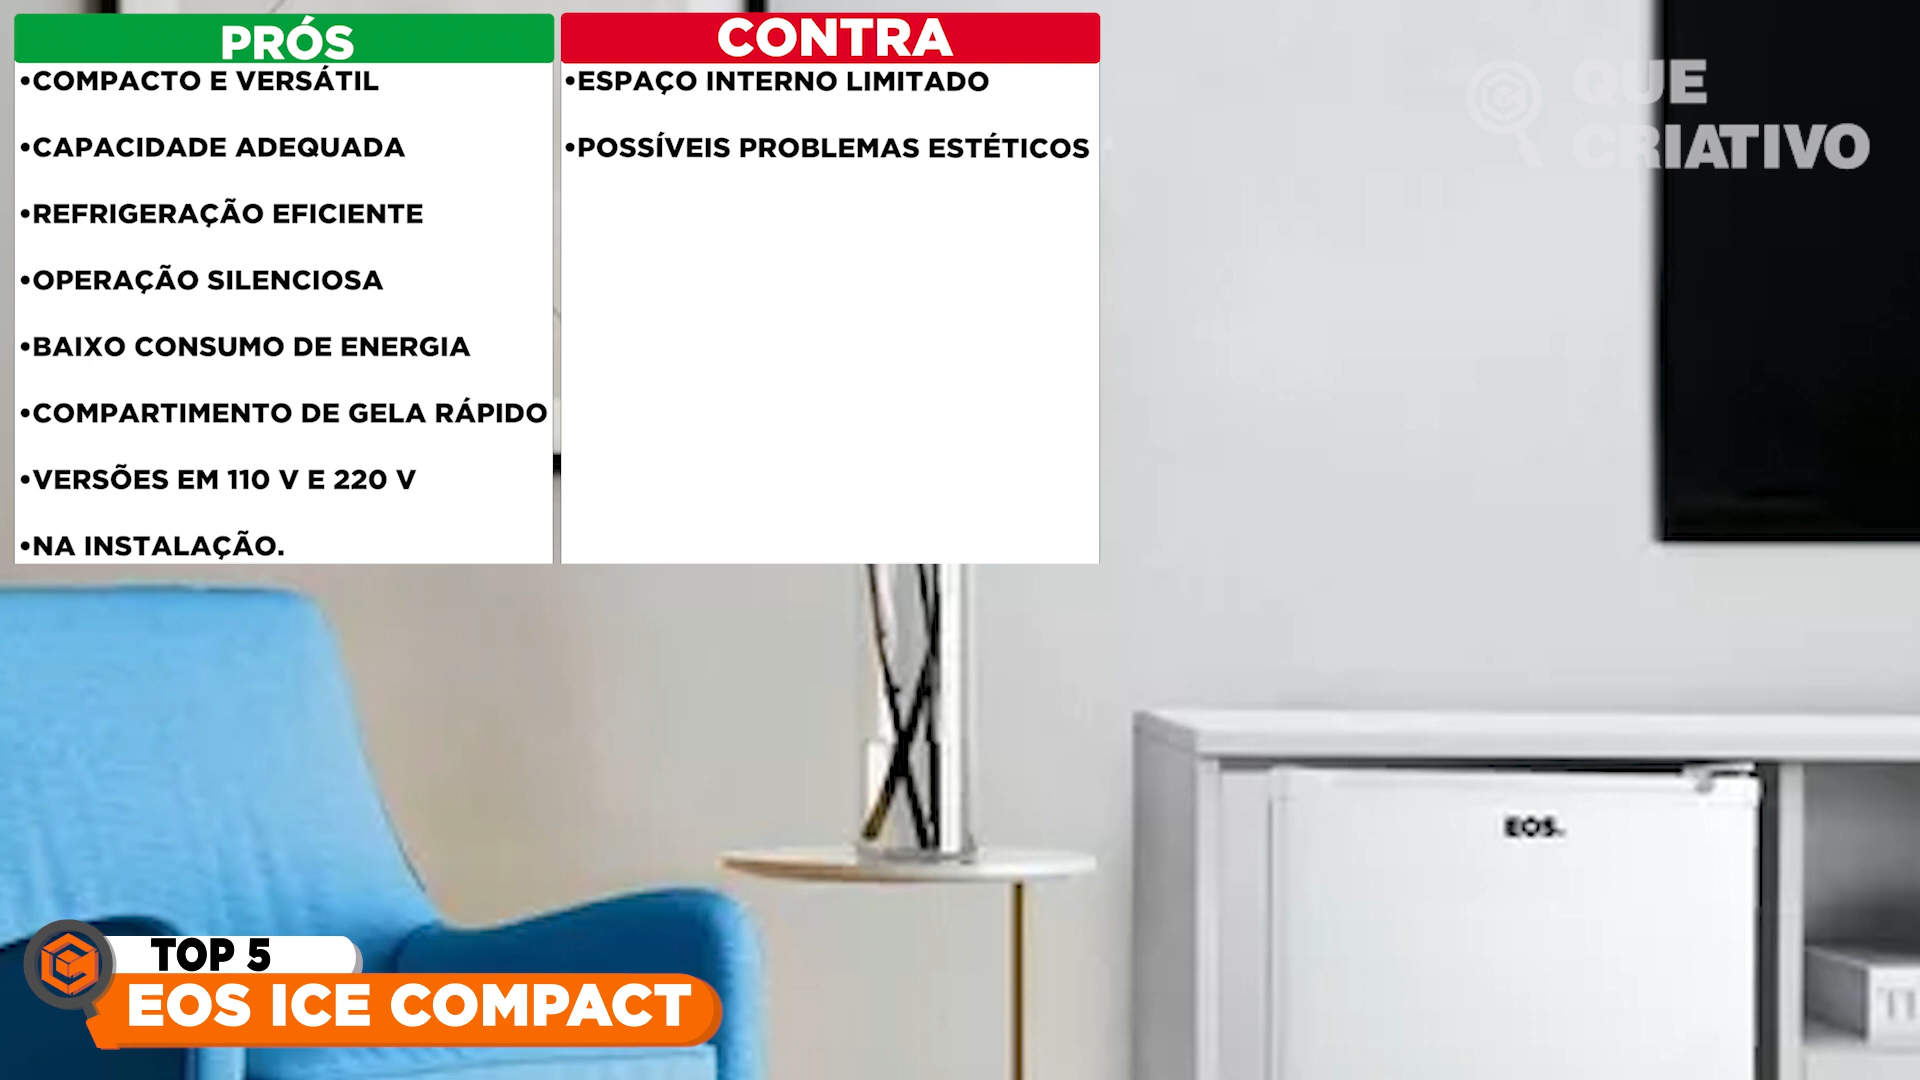 PRÓS
•COMPACTO E VERSÁTIL
•CAPACIDADE ADEQUADA
•REFRIGERAÇÃO EFICIENTE
•OPERAÇÃO SILENCIOSA
•BAIXO CONSUMO DE ENERGIA
•COMPARTIMENTO DE GELA RÁPIDO
•VERSÕES EM 110 V E 220 V
•NA INSTALAÇÃO.
CONTRA
•ESPAÇO INTERNO LIMITADO
•POSSÍVEIS PROBLEMAS ESTÉTICOS
QUE
CRIATIVO
EOS.
TOP 5
EOS ICE COMPACT